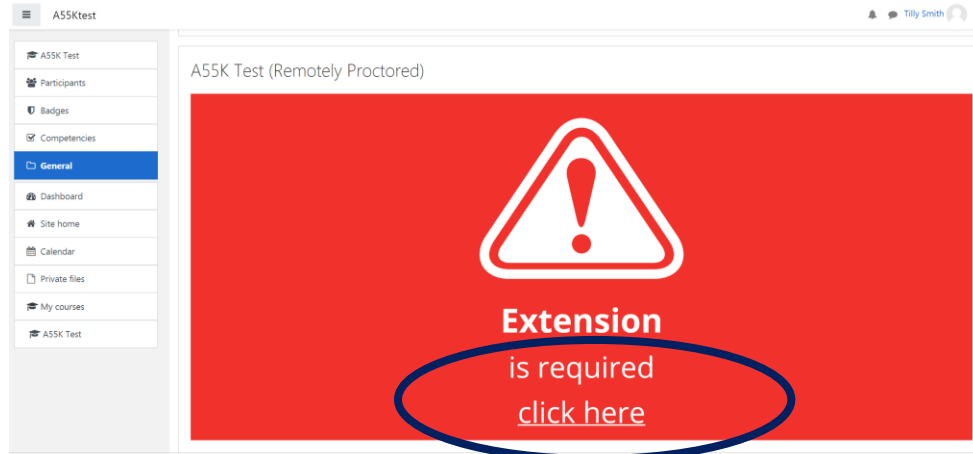 A55Ktest
Tilly Smith
A55K Test
Participants
Badges
Competencies
General
Dashboard
Site home
Calendar
Private files
My courses
A55K Test
A55K Test (Remotely Proctored)
Extension
is required
click here